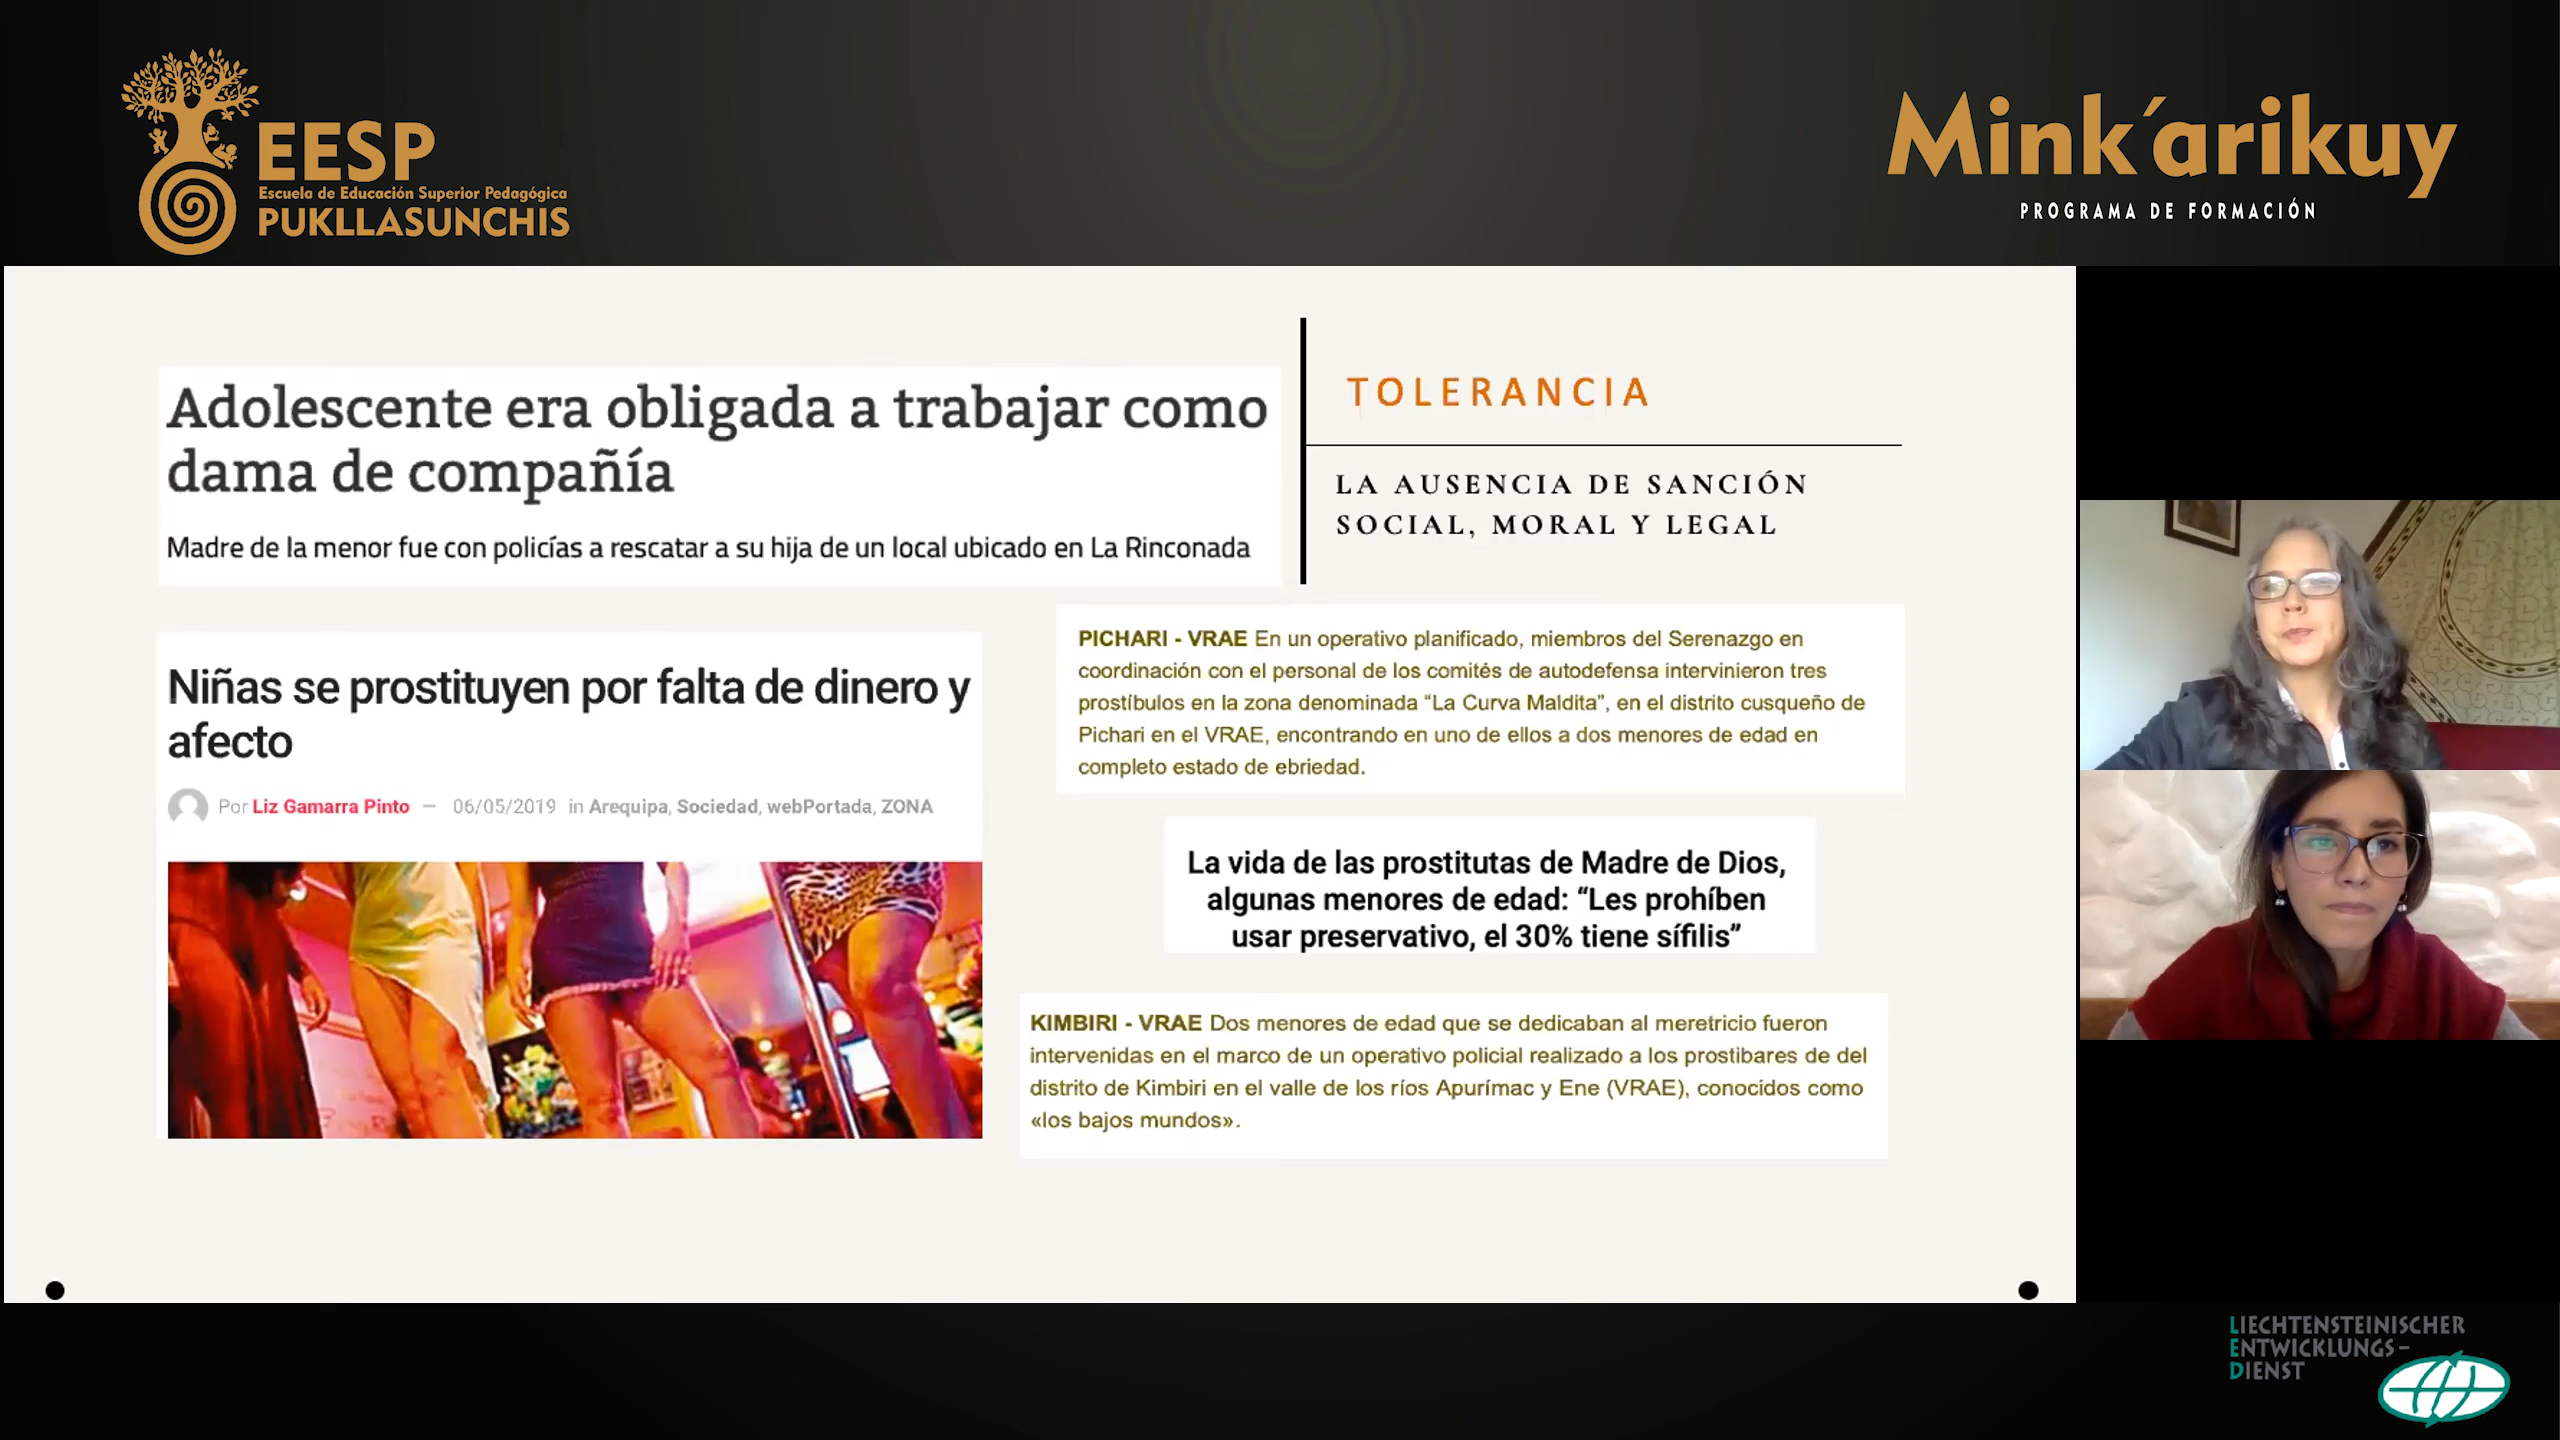 EESP
Escuela de Educación Superior Pedagógica
PUKLLASUNCHIS
Mink´arikuy
PROGRAMA DE FORMACIÓN
Adolescente era obligada a trabajar como
dama de compañía
Madre de la menor fue con policías a rescatar a su hija de un local ubicado en La Rinconada
TOLERANCIA
LA AUSENCIA DE SANCIÓN
SOCIAL, MORAL Y LEGAL
Niñas se prostituyen por falta de dinero y
afecto
Por Liz Gamarra Pinto — 06/05/2019 in Arequipa, Sociedad, webPortada, ZONA
PICHARI - VRAE En un operativo planificado, miembros del Serenazgo en
coordinación con el personal de los comités de autodefensa intervinieron tres
prostíbulos en la zona denominada “La Curva Maldita”, en el distrito cusqueño de
Pichari en el VRAE, encontrando en uno de ellos a dos menores de edad en
completo estado de ebriedad.
La vida de las prostitutas de Madre de Dios,
algunas menores de edad: “Les prohíben
usar preservativo, el 30% tiene sífilis”
KIMBIRI - VRAE Dos menores de edad que se dedicaban al meretricio fueron
intervenidas en el marco de un operativo policial realizado a los prostibares de del
distrito de Kimbiri en el valle de los ríos Apurímac y Ene (VRAE), conocidos como
«los bajos mundos».
LIECHTENSTEINISCHER
ENTWICKLUNGS-
DIENST